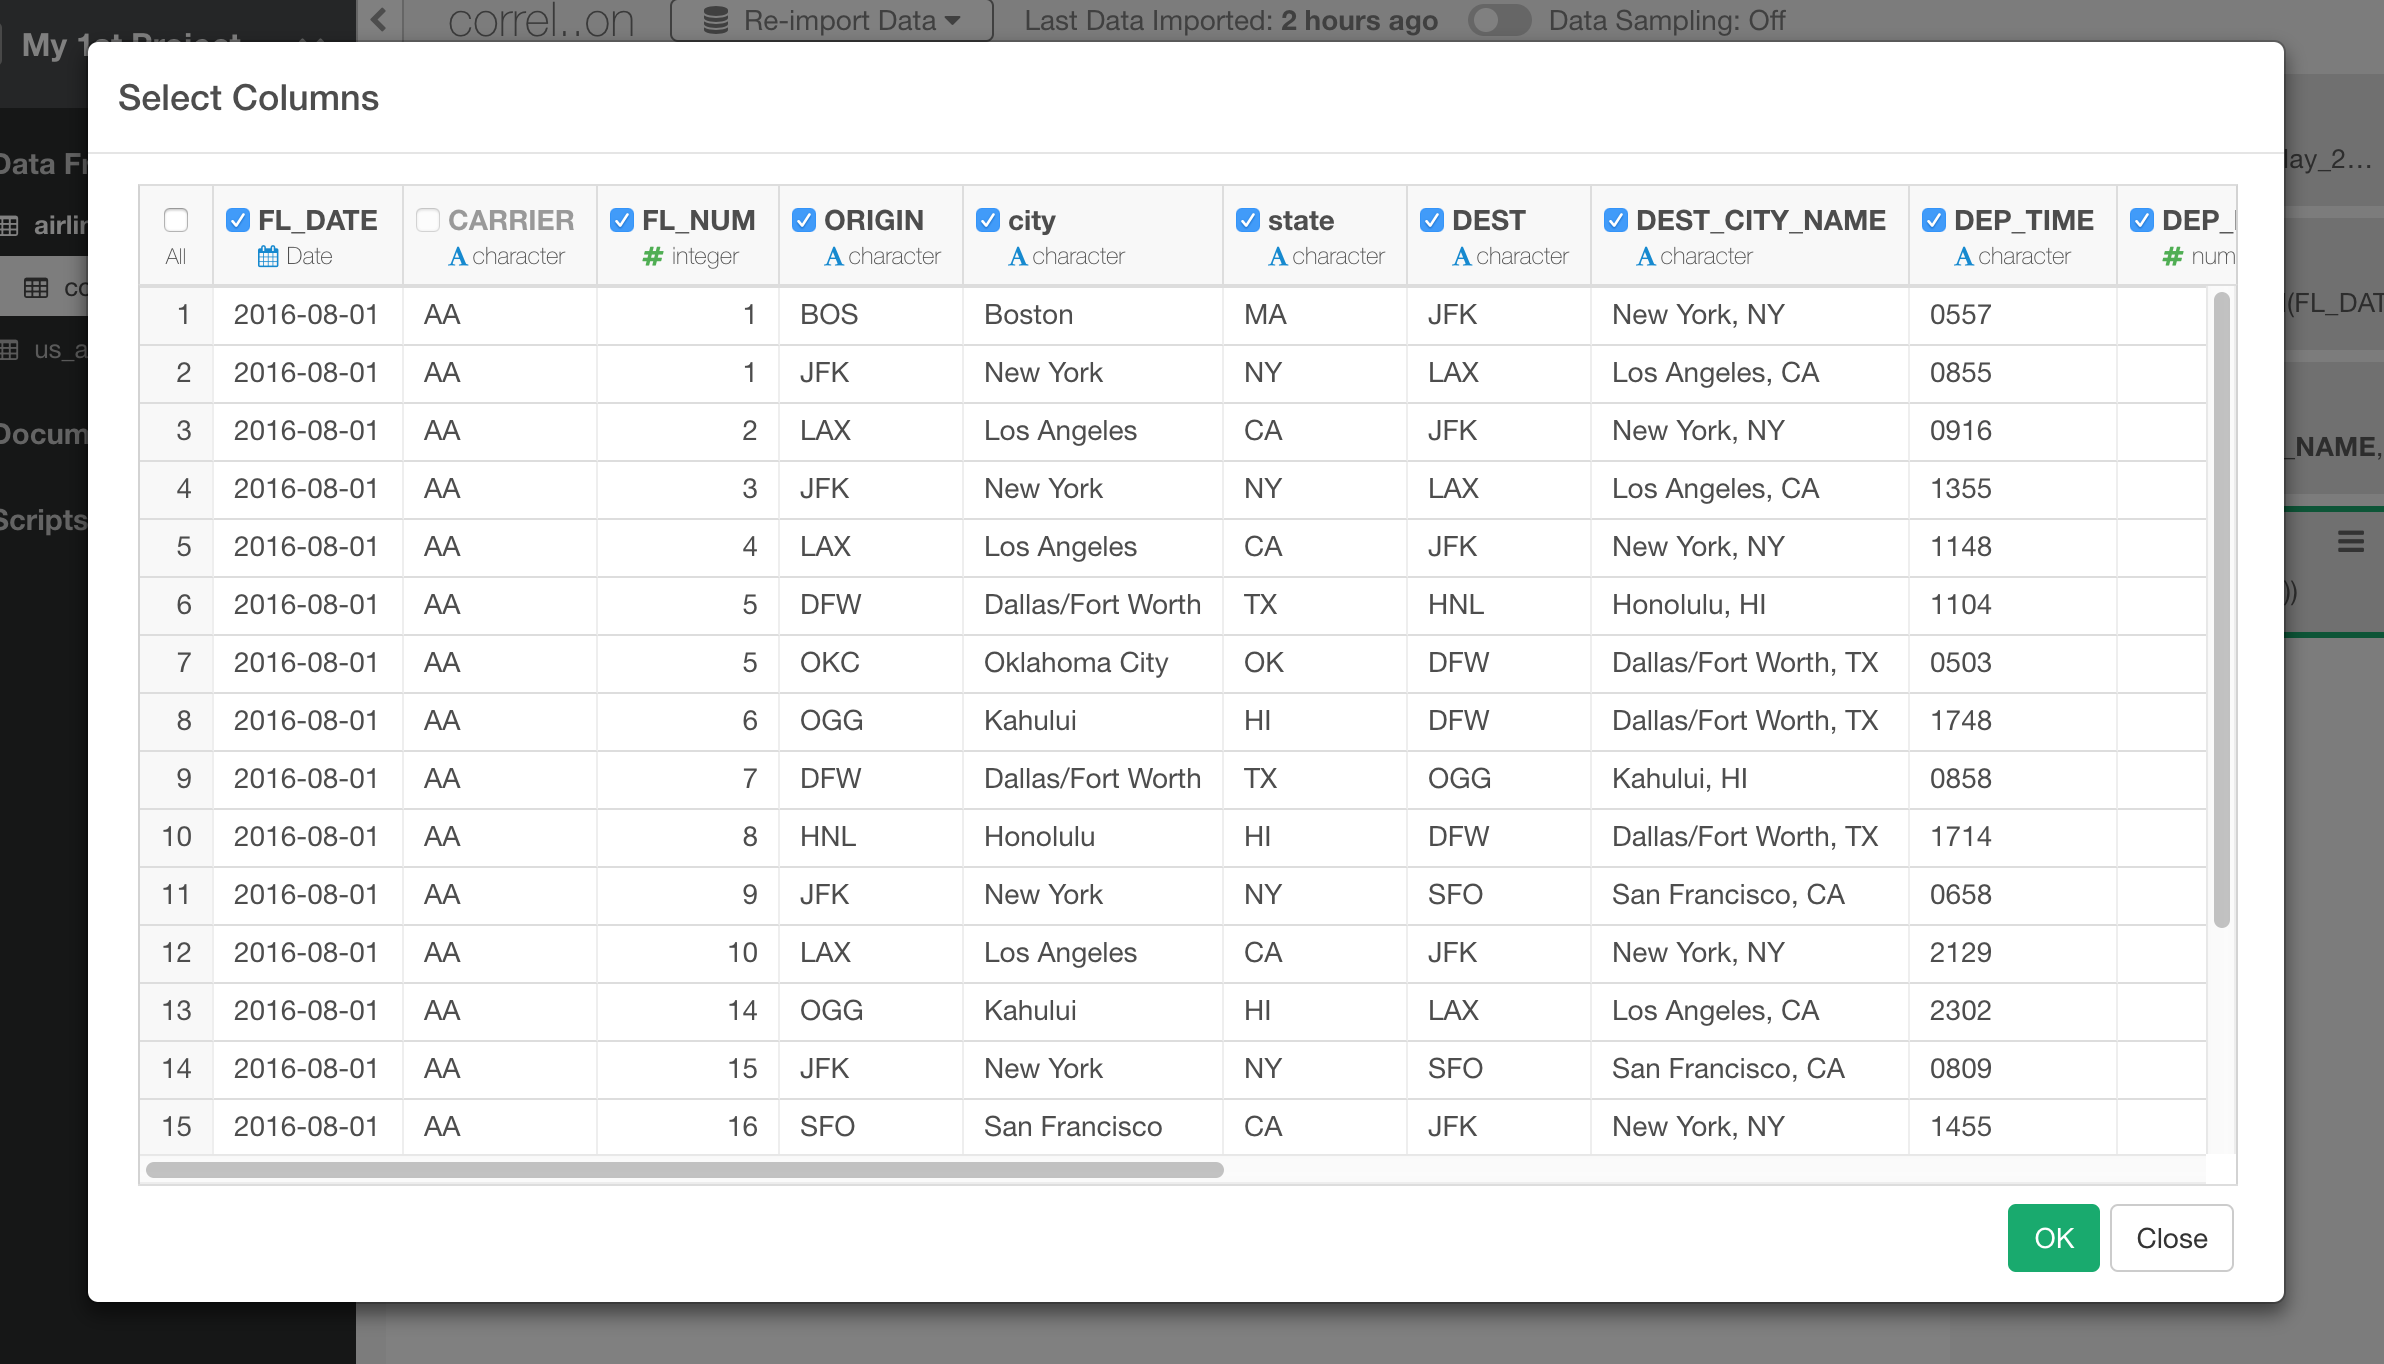 correl..on Re-import Data Last Data Imported: 2 hours ago Data Sampling: Off
My 1st Project
Select Columns
Data Fr
airlin
co
us_a
Docum
Scripts
lay_2...
(FL_DAT
_NAME,
))
All FL_DATE CARRIER FL_NUM ORIGIN city state DEST DEST_CITY_NAME DEP_TIME DEP_
Date A character # integer A character A character A character A character A character A character # num
1 2016-08-01 AA 1 BOS Boston MA JFK New York, NY 0557
2 2016-08-01 AA 1 JFK New York NY LAX Los Angeles, CA 0855
3 2016-08-01 AA 2 LAX Los Angeles CA JFK New York, NY 0916
4 2016-08-01 AA 3 JFK New York NY LAX Los Angeles, CA 1355
5 2016-08-01 AA 4 LAX Los Angeles CA JFK New York, NY 1148
6 2016-08-01 AA 5 DFW Dallas/Fort Worth TX HNL Honolulu, HI 1104
7 2016-08-01 AA 5 OKC Oklahoma City OK DFW Dallas/Fort Worth, TX 0503
8 2016-08-01 AA 6 OGG Kahului HI DFW Dallas/Fort Worth, TX 1748
9 2016-08-01 AA 7 DFW Dallas/Fort Worth TX OGG Kahului, HI 0858
10 2016-08-01 AA 8 HNL Honolulu HI DFW Dallas/Fort Worth, TX 1714
11 2016-08-01 AA 9 JFK New York NY SFO San Francisco, CA 0658
12 2016-08-01 AA 10 LAX Los Angeles CA JFK New York, NY 2129
13 2016-08-01 AA 14 OGG Kahului HI LAX Los Angeles, CA 2302
14 2016-08-01 AA 15 JFK New York NY SFO San Francisco, CA 0809
15 2016-08-01 AA 16 SFO San Francisco CA JFK New York, NY 1455
OK Close